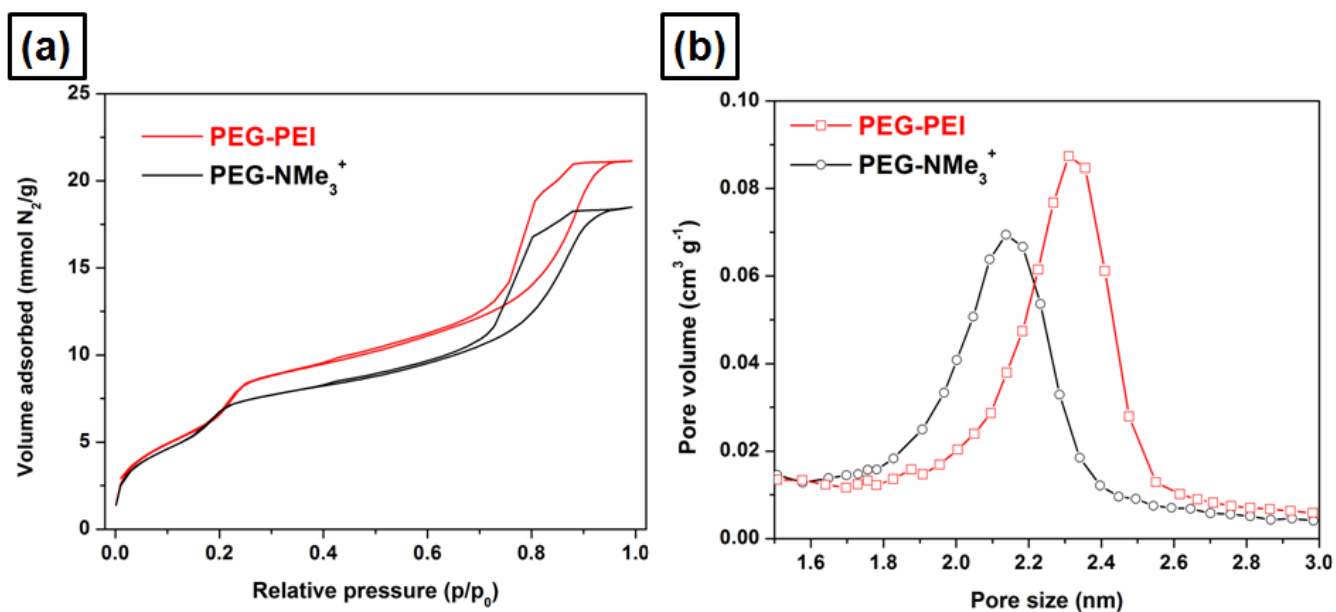 (a)
Volume adsorbed (mmol N₂/g)
25
20
15
10
5
0
PEG-PEI
PEG-NMe₃⁺
0.0 0.2 0.4 0.6 0.8 1.0
Relative pressure (p/p₀)
(b)
Pore volume (cm³ g⁻¹)
0.10
0.08
0.06
0.04
0.02
0.00
PEG-PEI
PEG-NMe₃⁺
1.6 1.8 2.0 2.2 2.4 2.6 2.8 3.0
Pore size (nm)